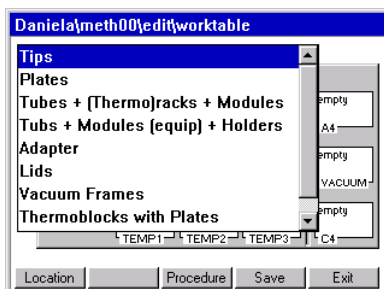 Daniela\meth00\edit\worktable
Tips
Plates
Tubes + (Thermo)racks + Modules
Tubs + Modules (equip) + Holders
Adapter
Lids
Vacuum Frames
Thermoblocks with Plates
empty
A4
empty
VACUUM
empty
TEMP1 TEMP2 TEMP3 C4
Location Procedure Save Exit